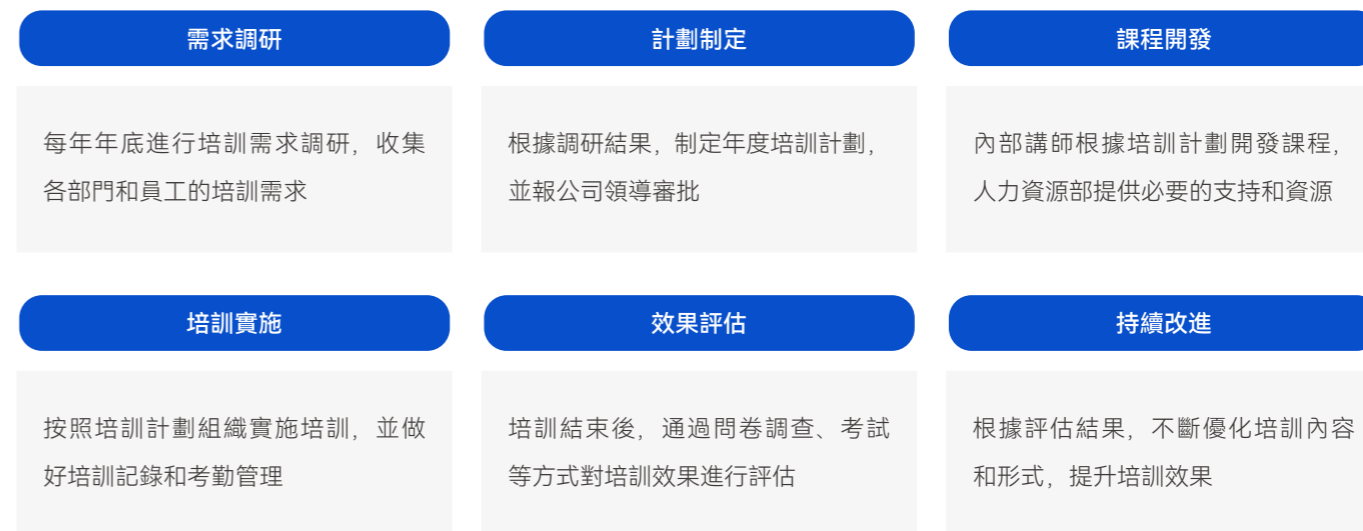 需求調研
每年年底進行培訓需求調研，收集
各部門和員工的培訓需求
計劃制定
根據調研結果，制定年度培訓計劃，
並報公司領導審批
課程開發
內部講師根據培訓計劃開發課程，
人力資源部提供必要的支持和資源
培訓實施
按照培訓計劃組織實施培訓，並做
好培訓記錄和考勤管理
效果評估
培訓結束後，通過問卷調查、考試
等方式對培訓效果進行評估
持續改進
根據評估結果，不斷優化培訓內容
和形式，提升培訓效果